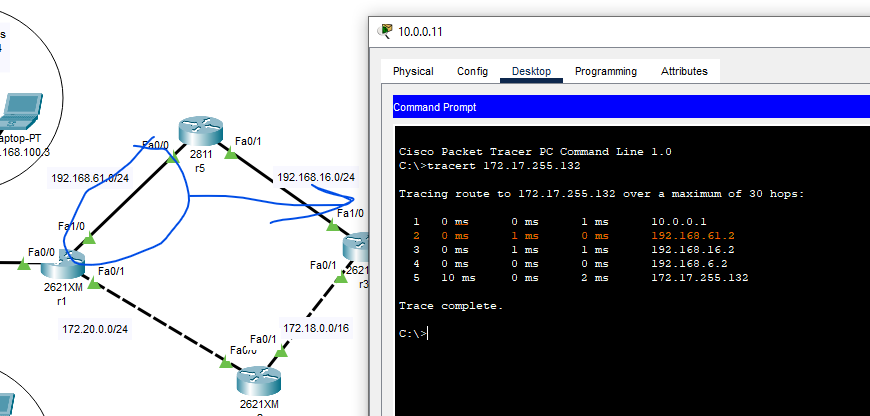 s
4
aptop-PT
.168.100.3
Fa0/0
Fa0/1
2811
r5
192.168.61.0/24
192.168.16.0/24
Fa1/0
Fa1/0
Fa0/0
Fa0/1
Fa0/1
2621XM
r1
2621
r3
172.20.0.0/24
172.18.0.0/16
Fa0/1
Fa0/0
2621XM
10.0.0.11
Physical Config Desktop Programming Attributes
Command Prompt
Cisco Packet Tracer PC Command Line 1.0
C:\>tracert 172.17.255.132
Tracing route to 172.17.255.132 over a maximum of 30 hops:
1 0 ms 0 ms 1 ms 10.0.0.1
2 0 ms 1 ms 0 ms 192.168.61.2
3 0 ms 1 ms 1 ms 192.168.16.2
4 0 ms 0 ms 0 ms 192.168.6.2
5 10 ms 0 ms 2 ms 172.17.255.132
Trace complete.
C:\>